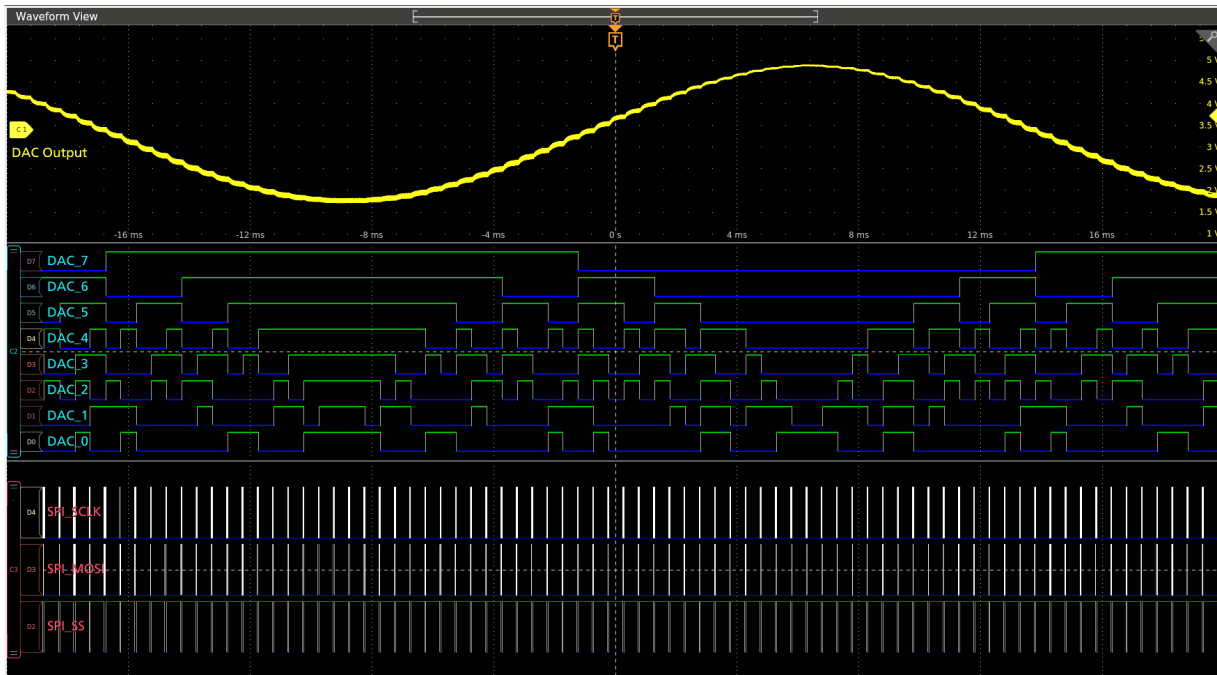 Waveform View
T
T
5
5 V
4.5 V
4 V
3.5 V
3 V
2.5 V
2 V
1.5 V
1 V
C 1
DAC Output
-16 ms
-12 ms
-8 ms
-4 ms
0 s
4 ms
8 ms
12 ms
16 ms
C2
D7 DAC_7
D6 DAC_6
D5 DAC_5
D4 DAC_4
D3 DAC_3
D2 DAC_2
D1 DAC_1
D0 DAC_0
C3
D4 SPI_SCLK
D3 SPI_MOSI
D2 SPI_SS